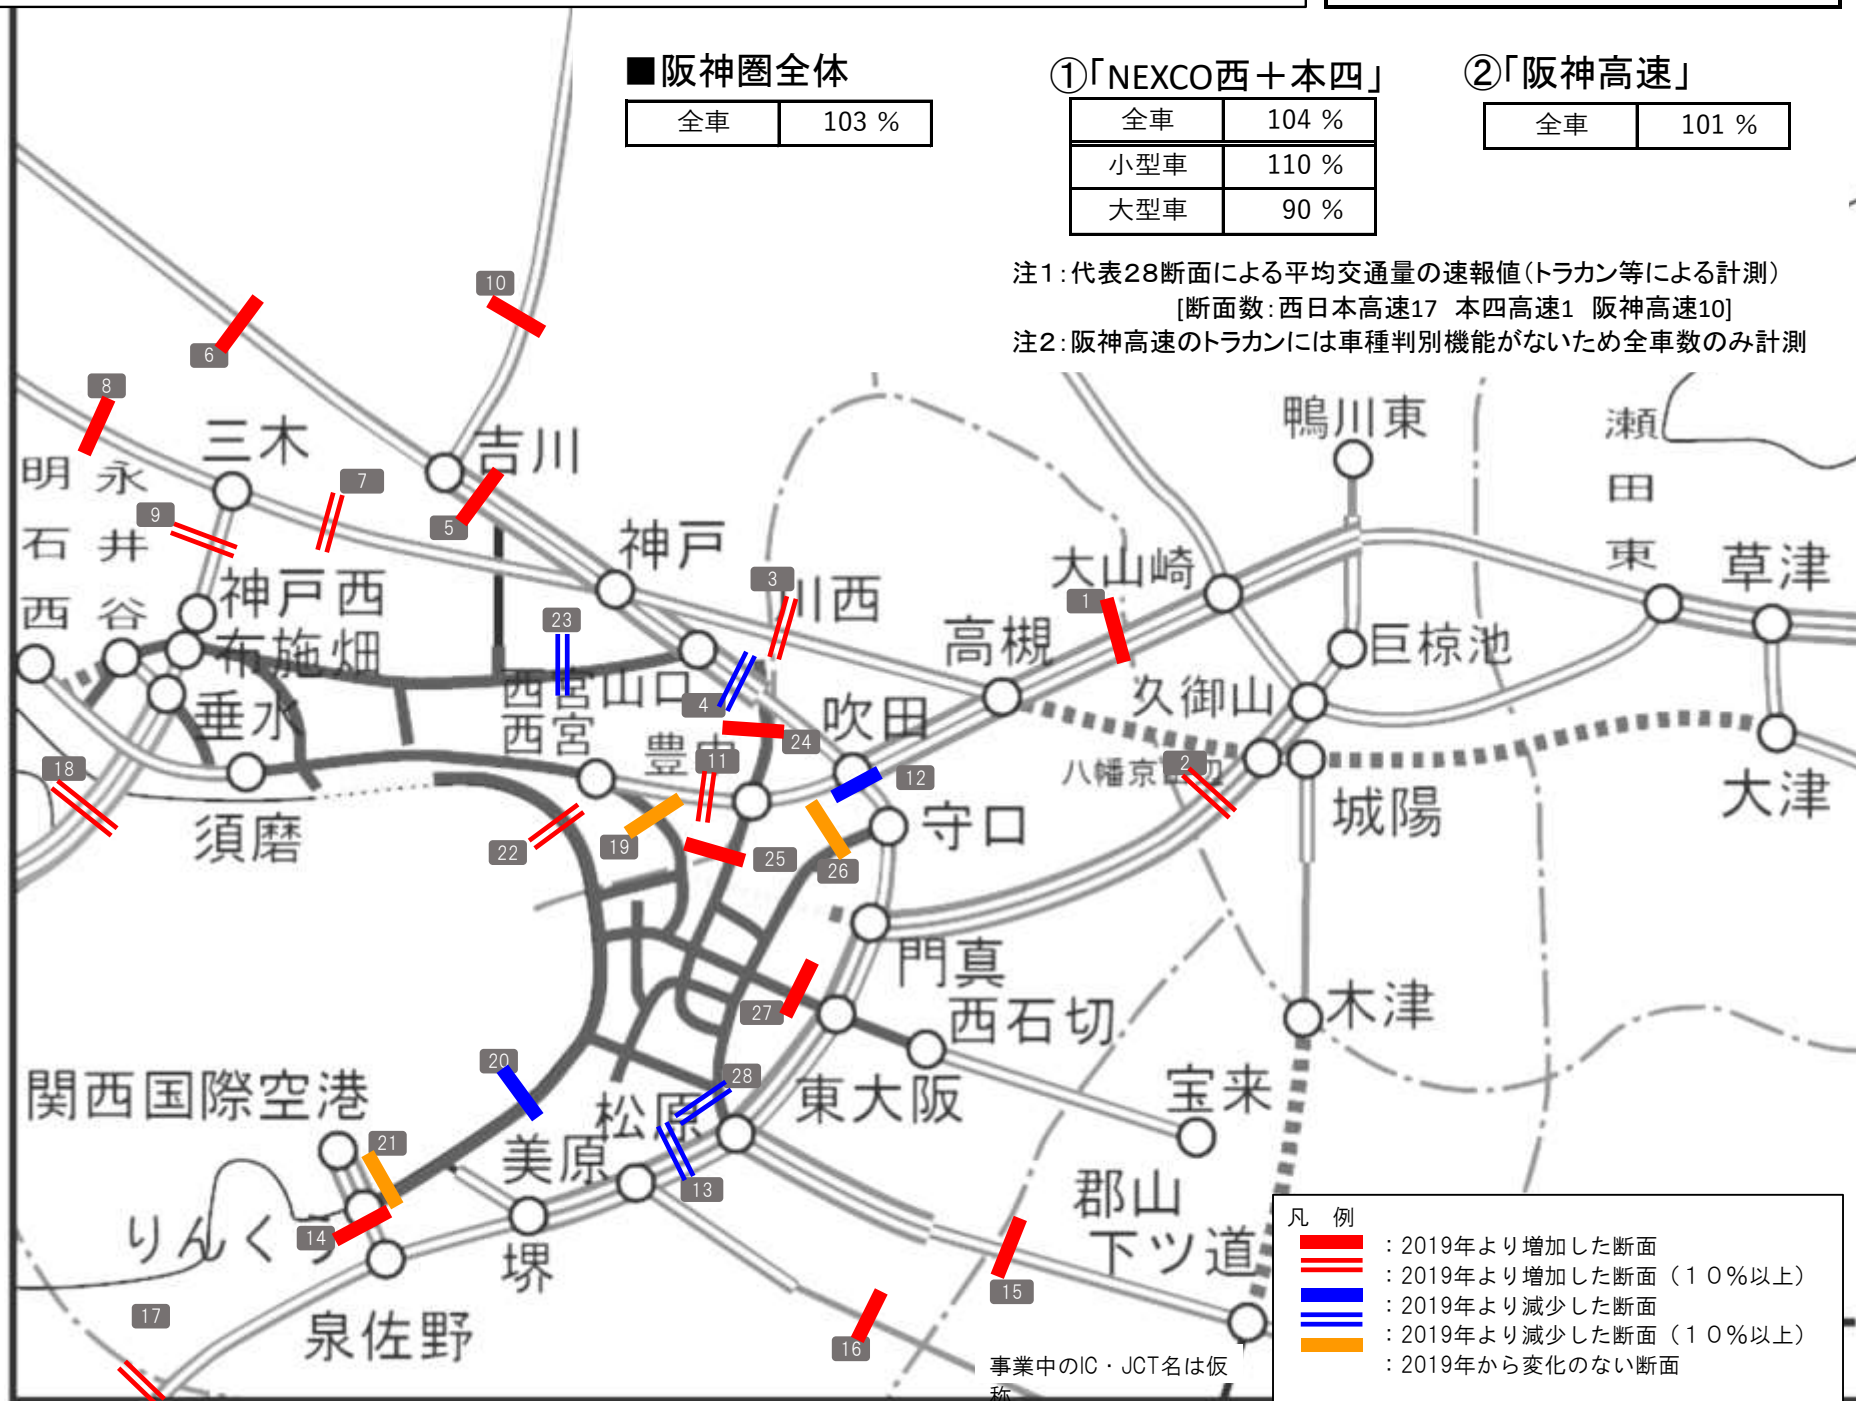 ■阪神圏全体
全車 103 %
①「NEXCO西＋本四」
全車 104 %
小型車 110 %
大型車 90 %
②「阪神高速」
全車 101 %
注1：代表28断面による平均交通量の速報値（トラカン等による計測）
[断面数：西日本高速17 本四高速1 阪神高速10]
注2：阪神高速のトラカンには車種判別機能がないため全車数のみ計測
10
6
8
三木
吉川
鴨川東
瀬田東
明石西
永井谷
7
9
5
神戸
神戸西
布施畑
3
川西
大山崎
1
草津
23
高槻
巨椋池
西宮山口
西宮
4
久御山
垂水
吹田
24
豊中
11
12
2
18
大津
須磨
22
19
25
26
守口
城陽
門真
27
西石切
木津
関西国際空港
20
28
松原
東大阪
宝来
21
美原
13
郡山
下ツ道
りんくう
14
堺
15
17
泉佐野
16
事業中のIC・JCT名は仮
称
凡 例
：2019年より増加した断面
：2019年より増加した断面（１０％以上）
：2019年より減少した断面
：2019年より減少した断面（１０％以上）
：2019年から変化のない断面